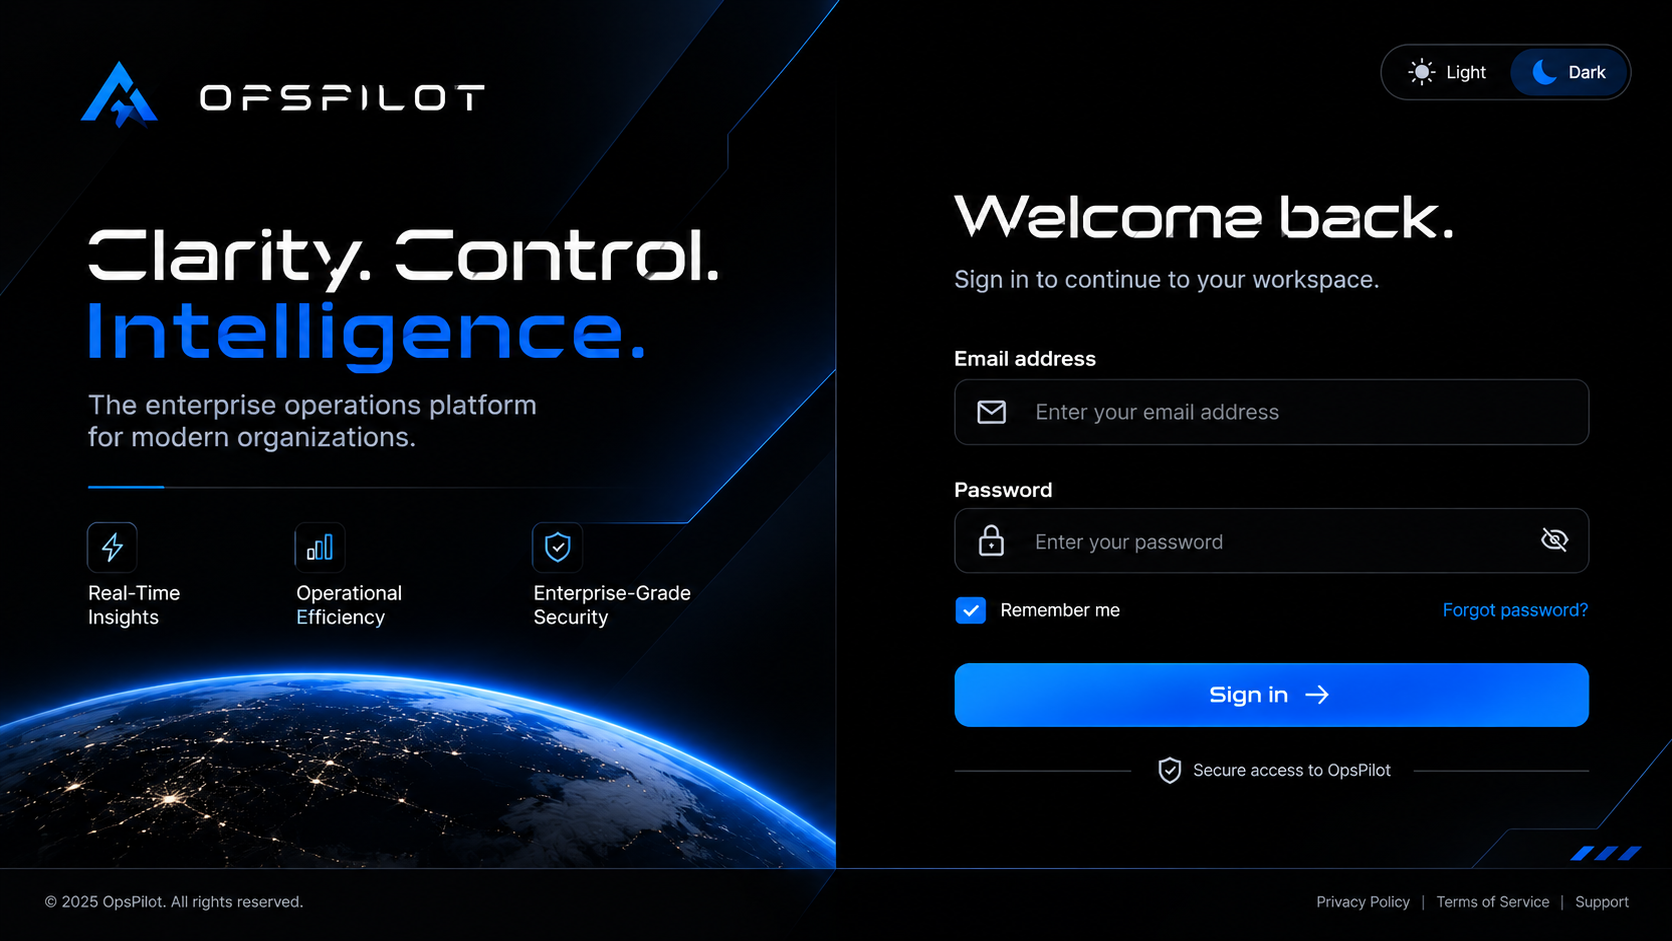 OPSPILOT
Light
Dark
Clarity. Control.
Intelligence.
The enterprise operations platform
for modern organizations.
Real-Time
Insights
Operational
Efficiency
Enterprise-Grade
Security
Welcome back.
Sign in to continue to your workspace.
Email address
Enter your email address
Password
Enter your password
Remember me
Forgot password?
Sign in →
Secure access to OpsPilot
© 2025 OpsPilot. All rights reserved.
Privacy Policy | Terms of Service | Support